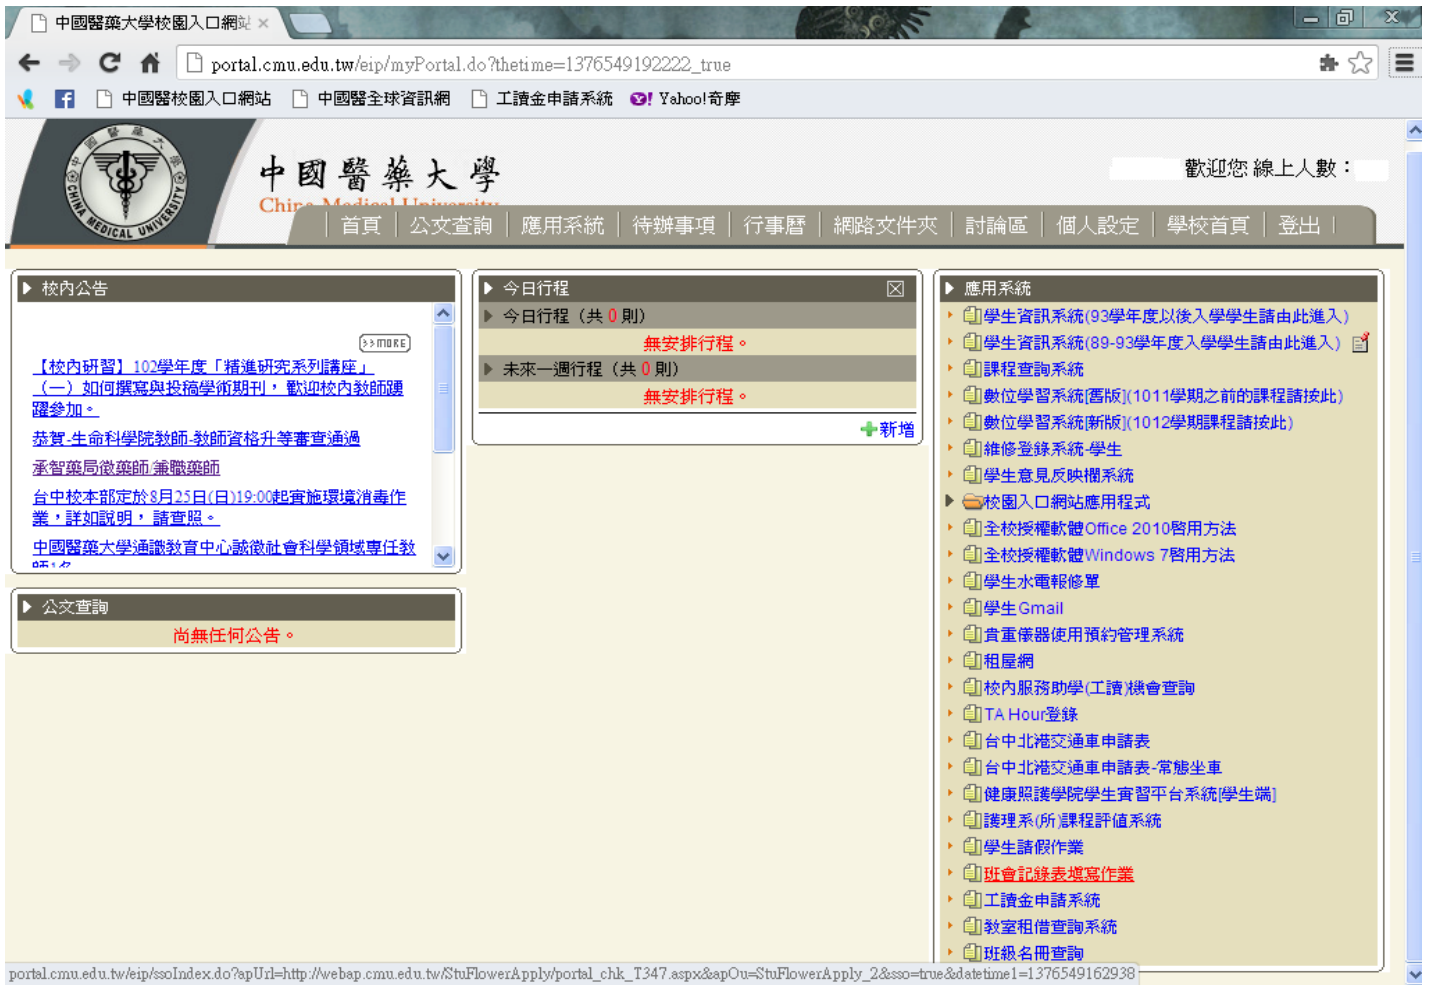 中國醫藥大學校園入口網站
portal.cmu.edu.tw/eip/myPortal.do?thetime=1376549192222_true
中國醫校園入口網站 中國醫全球資訊網 工讀金申請系統 Yahoo!奇摩
中國醫藥大學
CHINA MEDICAL UNIVERSITY
中國醫藥大學
China Medical University
歡迎您 線上人數：
首頁 公文查詢 應用系統 待辦事項 行事曆 網路文件夾 討論區 個人設定 學校首頁 登出
校內公告
>>MORE
【校內研習】102學年度「精進研究系列講座」
（一）如何撰寫與投稿學術期刊，歡迎校內教師踴
躍參加。
恭賀-生命科學院教師-教師資格升等審查通過
承智藥局徵藥師/兼職藥師
台中校本部定於8月25日(日)19:00起實施環境消毒作
業，詳如說明，請查照。
中國醫藥大學通識教育中心誠徵社會科學領域專任教
師1名
公文查詢
尚無任何公告。
今日行程
今日行程（共 0 則）
無安排行程。
未來一週行程（共 0 則）
無安排行程。
新增
應用系統
學生資訊系統(93學年度以後入學學生請由此進入)
學生資訊系統(89-93學年度入學學生請由此進入)
課程查詢系統
數位學習系統[舊版](1011學期之前的課程請按此)
數位學習系統[新版](1012學期課程請按此)
維修登錄系統-學生
學生意見反映欄系統
校園入口網站應用程式
全校授權軟體Office 2010啓用方法
全校授權軟體Windows 7啓用方法
學生水電報修單
學生Gmail
貴重儀器使用預約管理系統
租屋網
校內服務助學(工讀)機會查詢
TA Hour登錄
台中北港交通車申請表
台中北港交通車申請表-常態坐車
健康照護學院學生實習平台系統[學生端]
護理系(所)課程評值系統
學生請假作業
班會記錄表填寫作業
工讀金申請系統
教室租借查詢系統
班級名冊查詢
portal.cmu.edu.tw/eip/ssoIndex.do?apUrl=http://webap.cmu.edu.tw/StuFlowerApply/portal_chk_T347.aspx&apOu=StuFlowerApply_2&sso=true&datetime1=1376549162938